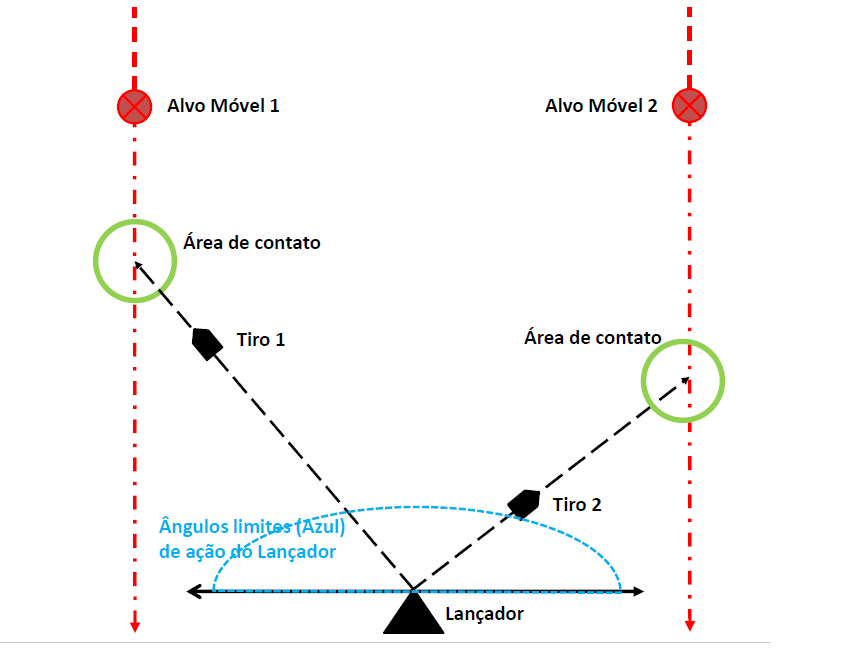 Alvo Móvel 1
Alvo Móvel 2
Área de contato
Tiro 1
Área de contato
Tiro 2
Ângulos limites (Azul)
de ação do Lançador
Lançador